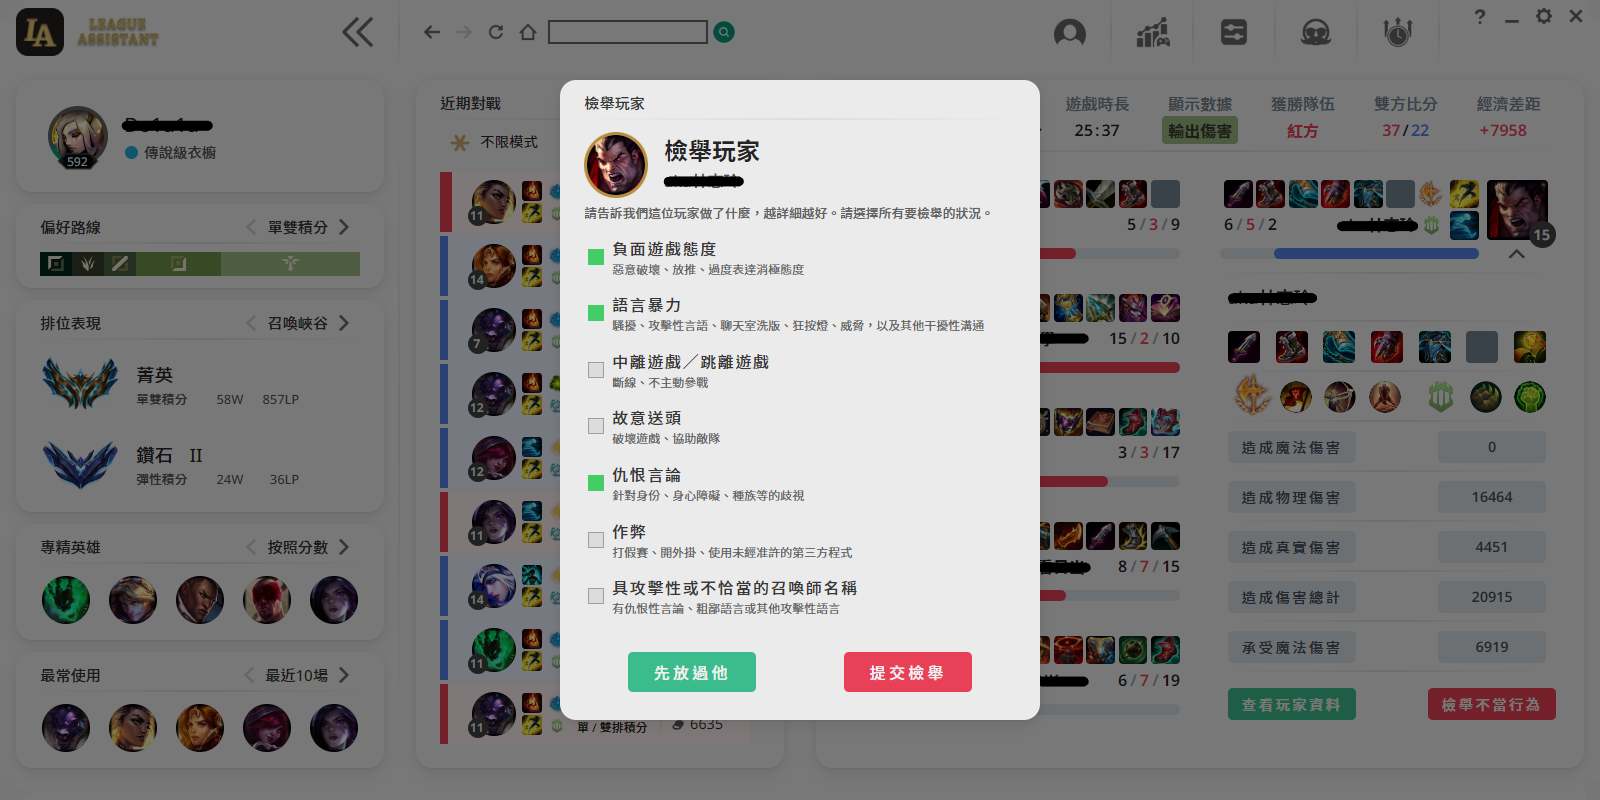 LA
LEAGUE
ASSISTANT
?
592
傳說級衣櫥
偏好路線
單雙積分
排位表現
召喚峽谷
菁英
單雙積分 58W 857LP
鑽石 II
彈性積分 24W 36LP
專精英雄
按照分數
最常使用
最近10場
近期對戰
不限模式
11
14
7
12
12
11
14
11
11
單 / 雙排積分
6635
檢舉玩家
檢舉玩家
請告訴我們這位玩家做了什麼，越詳細越好。請選擇所有要檢舉的狀況。
負面遊戲態度
惡意破壞、放推、過度表達消極態度
語言暴力
騷擾、攻擊性言語、聊天室洗版、狂按燈、威脅，以及其他干擾性溝通
中離遊戲／跳離遊戲
斷線、不主動參戰
故意送頭
破壞遊戲、協助敵隊
仇恨言論
針對身份、身心障礙、種族等的歧視
作弊
打假賽、開外掛、使用未經准許的第三方程式
具攻擊性或不恰當的召喚師名稱
有仇恨性言論、粗鄙語言或其他攻擊性語言
先放過他
提交檢舉
遊戲時長 顯示數據 獲勝隊伍 雙方比分 經濟差距
25:37 輸出傷害 紅方 37/22 +7958
5 / 3 / 9
15 / 2 / 10
3 / 3 / 17
8 / 7 / 15
6 / 7 / 19
6 / 5 / 2
15
造成魔法傷害 0
造成物理傷害 16464
造成真實傷害 4451
造成傷害總計 20915
承受魔法傷害 6919
查看玩家資料
檢舉不當行為